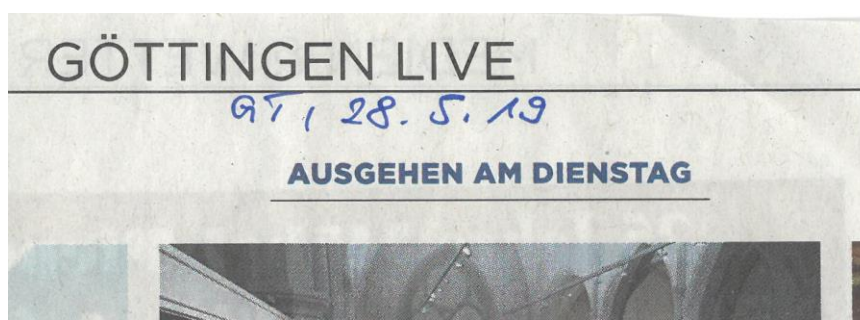 GÖTTINGEN LIVE
GT, 28. 5. 19
AUSGEHEN AM DIENSTAG